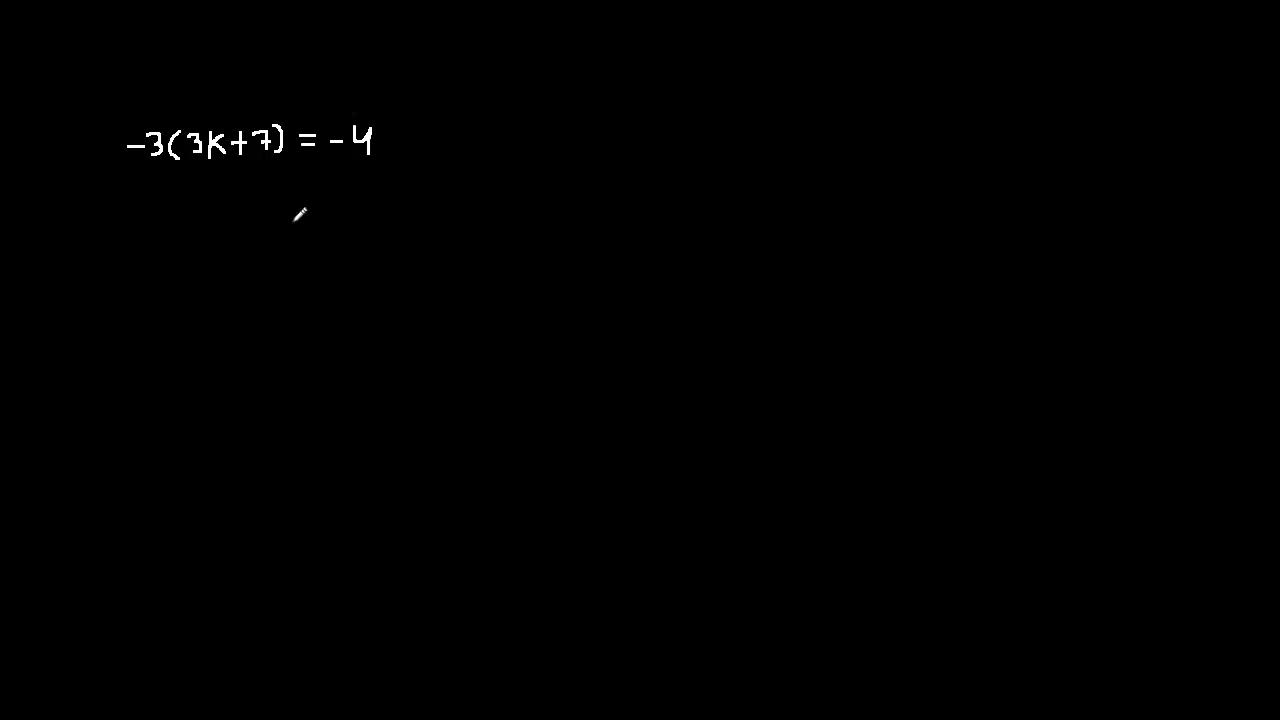 -3(3k+7) = -4